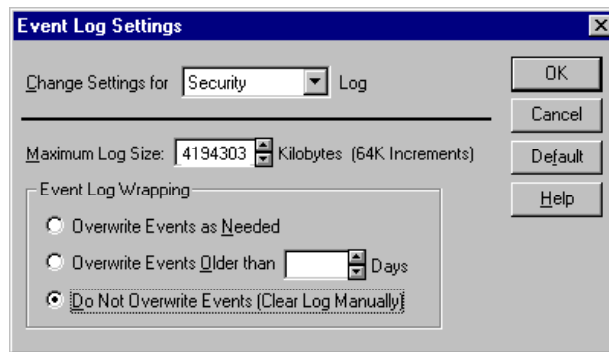 Event Log Settings
Change Settings for Security Log
OK
Cancel
Maximum Log Size: 4194303 Kilobytes (64K Increments)
Default
Event Log Wrapping
Help
Overwrite Events as Needed
Overwrite Events Older than Days
Do Not Overwrite Events (Clear Log Manually)